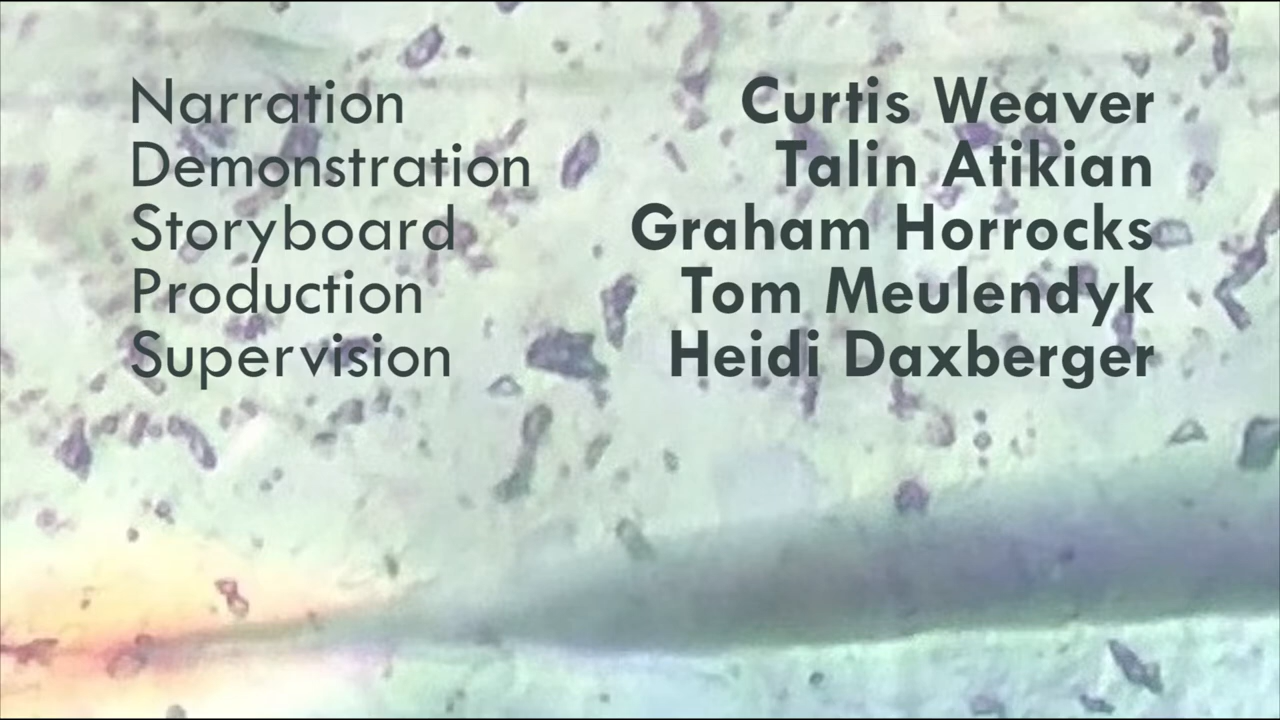 Narration Curtis Weaver
Demonstration Talin Atikian
Storyboard Graham Horrocks
Production Tom Meulendyk
Supervision Heidi Daxberger